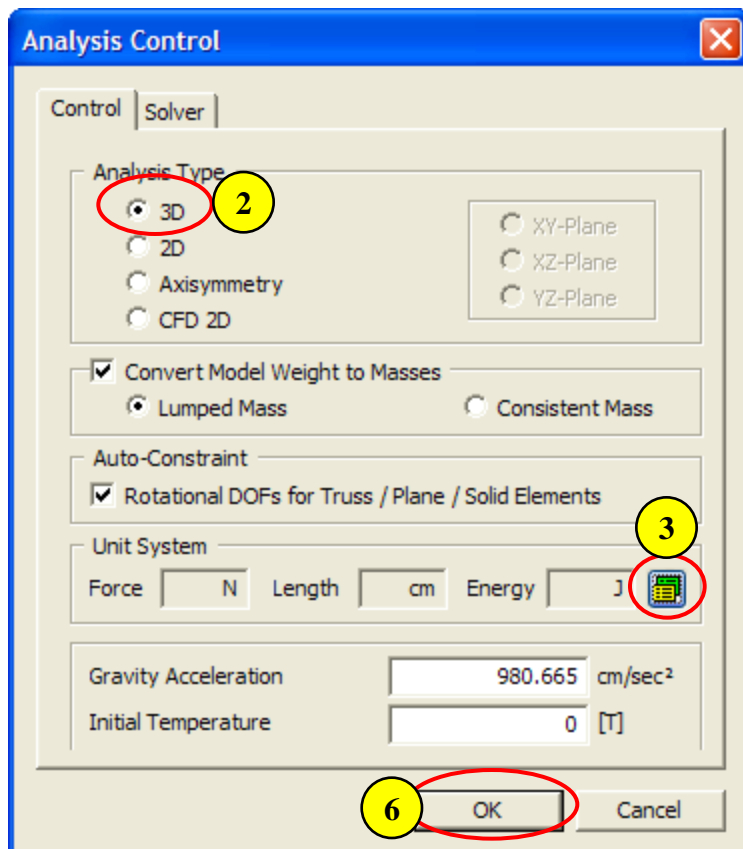 Analysis Control
Control Solver
Analysis Type
3D 2
2D
Axisymmetry
CFD 2D
XY-Plane
XZ-Plane
YZ-Plane
Convert Model Weight to Masses
Lumped Mass Consistent Mass
Auto-Constraint
Rotational DOFs for Truss / Plane / Solid Elements
3
Unit System
Force N Length cm Energy J
Gravity Acceleration 980.665 cm/sec²
Initial Temperature 0 [T]
6 OK Cancel